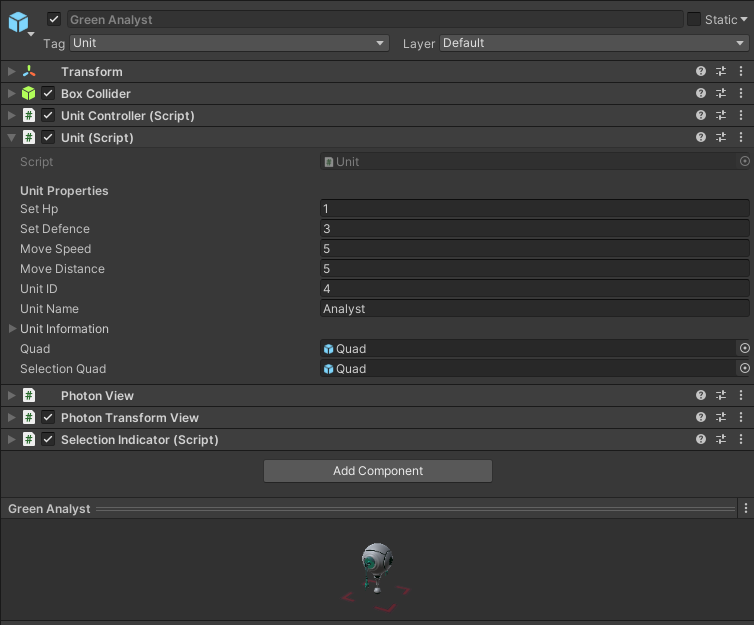 Green Analyst Static
Tag Unit Layer Default
Transform
Box Collider
# Unit Controller (Script)
# Unit (Script)
Script # Unit
Unit Properties
Set Hp 1
Set Defence 3
Move Speed 5
Move Distance 5
Unit ID 4
Unit Name Analyst
Unit Information
Quad Quad
Selection Quad Quad
# Photon View
# Photon Transform View
# Selection Indicator (Script)
Add Component
Green Analyst